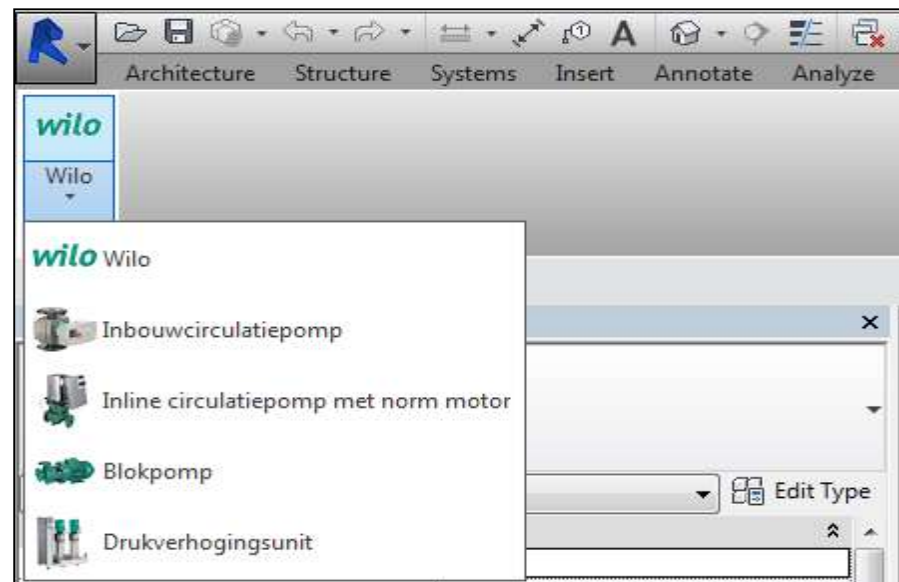 Architecture Structure Systems Insert Annotate Analyze
wilo
Wilo
wilo Wilo
Inbouwcirculatiepomp
Inline circulatiepomp met norm motor
Blokpomp
Edit Type
Drukverhogingsunit